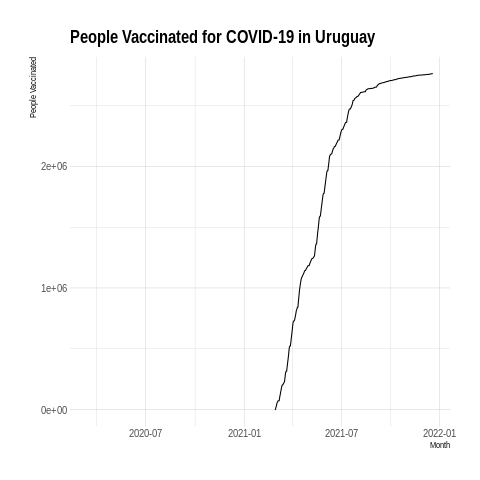 People Vaccinated for COVID-19 in Uruguay
People Vaccinated
2e+06
1e+06
0e+00
2020-07 2021-01 2021-07 2022-01
Month